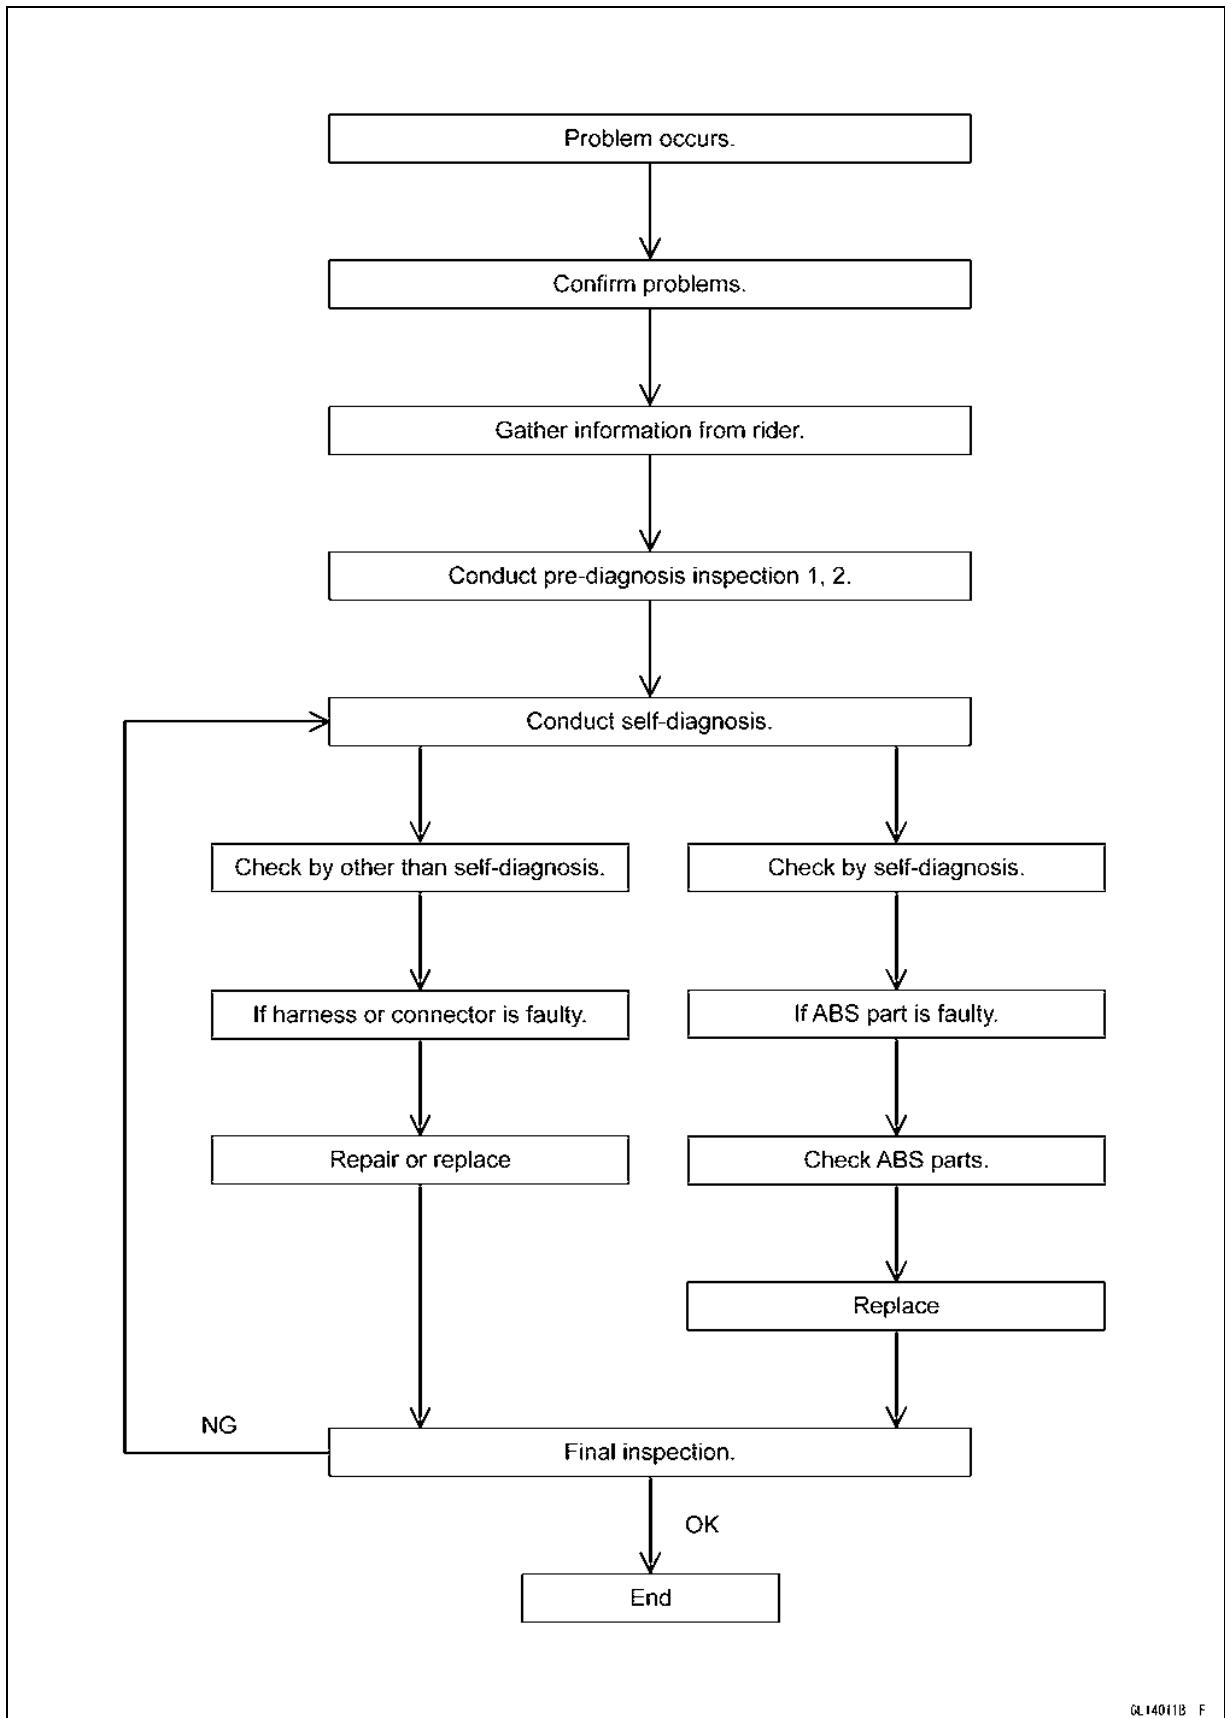 Problem occurs.
Confirm problems.
Gather information from rider.
Conduct pre-diagnosis inspection 1, 2.
Conduct self-diagnosis.
Check by other than self-diagnosis.
Check by self-diagnosis.
If harness or connector is faulty.
If ABS part is faulty.
Repair or replace
Check ABS parts.
Replace
NG
Final inspection.
OK
End
GL14011B F